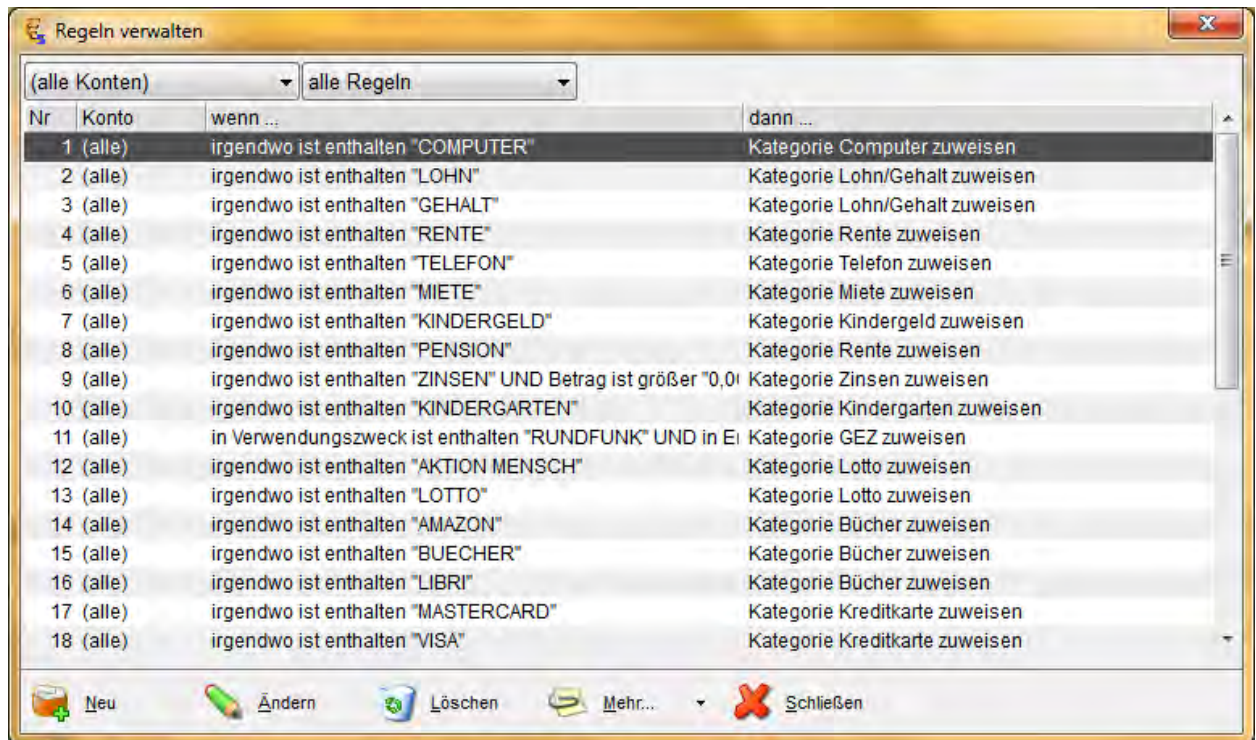 Regeln verwalten
(alle Konten) alle Regeln
Nr Konto wenn ... dann ...
1 (alle) irgendwo ist enthalten "COMPUTER" Kategorie Computer zuweisen
2 (alle) irgendwo ist enthalten "LOHN" Kategorie Lohn/Gehalt zuweisen
3 (alle) irgendwo ist enthalten "GEHALT" Kategorie Lohn/Gehalt zuweisen
4 (alle) irgendwo ist enthalten "RENTE" Kategorie Rente zuweisen
5 (alle) irgendwo ist enthalten "TELEFON" Kategorie Telefon zuweisen
6 (alle) irgendwo ist enthalten "MIETE" Kategorie Miete zuweisen
7 (alle) irgendwo ist enthalten "KINDERGELD" Kategorie Kindergeld zuweisen
8 (alle) irgendwo ist enthalten "PENSION" Kategorie Rente zuweisen
9 (alle) irgendwo ist enthalten "ZINSEN" UND Betrag ist größer "0,0 Kategorie Zinsen zuweisen
10 (alle) irgendwo ist enthalten "KINDERGARTEN" Kategorie Kindergarten zuweisen
11 (alle) in Verwendungszweck ist enthalten "RUNDFUNK" UND in Kategorie GEZ zuweisen
12 (alle) irgendwo ist enthalten "AKTION MENSCH" Kategorie Lotto zuweisen
13 (alle) irgendwo ist enthalten "LOTTO" Kategorie Lotto zuweisen
14 (alle) irgendwo ist enthalten "AMAZON" Kategorie Bücher zuweisen
15 (alle) irgendwo ist enthalten "BUECHER" Kategorie Bücher zuweisen
16 (alle) irgendwo ist enthalten "LIBRI" Kategorie Bücher zuweisen
17 (alle) irgendwo ist enthalten "MASTERCARD" Kategorie Kreditkarte zuweisen
18 (alle) irgendwo ist enthalten "VISA" Kategorie Kreditkarte zuweisen
Neu Ändern Löschen Mehr... Schließen